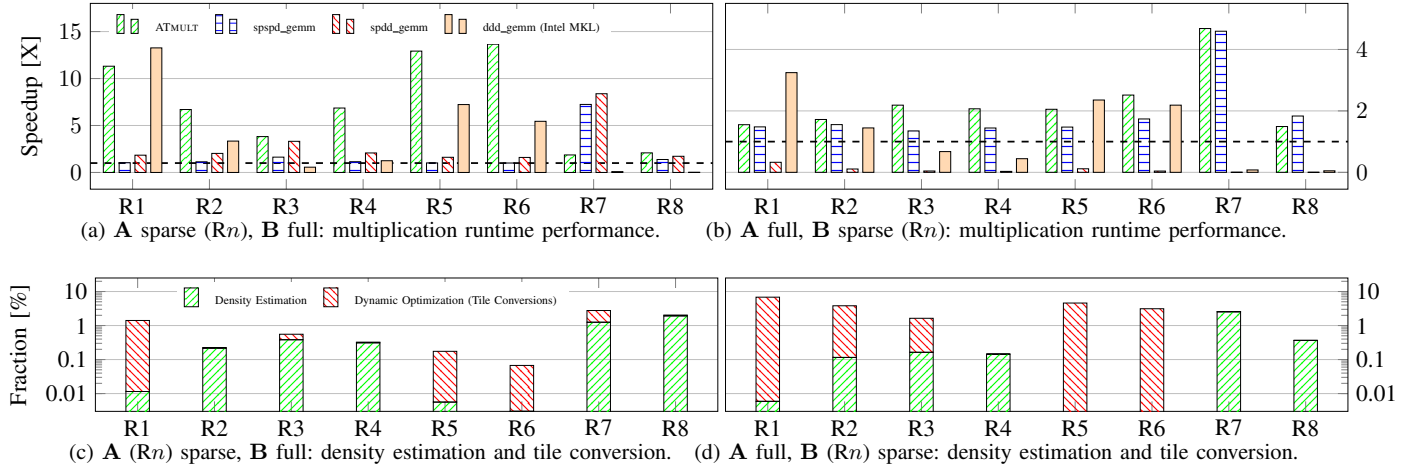 Speedup [X]
15
10
5
0
ATMULT spspd_gemm spdd_gemm ddd_gemm (Intel MKL)
R1 R2 R3 R4 R5 R6 R7 R8
(a) A sparse (Rn), B full: multiplication runtime performance.
4
2
0
R1 R2 R3 R4 R5 R6 R7 R8
(b) A full, B sparse (Rn): multiplication runtime performance.
Fraction [%]
10
1
0.1
0.01
Density Estimation Dynamic Optimization (Tile Conversions)
R1 R2 R3 R4 R5 R6 R7 R8
(c) A (Rn) sparse, B full: density estimation and tile conversion.
10
1
0.1
0.01
R1 R2 R3 R4 R5 R6 R7 R8
(d) A full, B (Rn) sparse: density estimation and tile conversion.